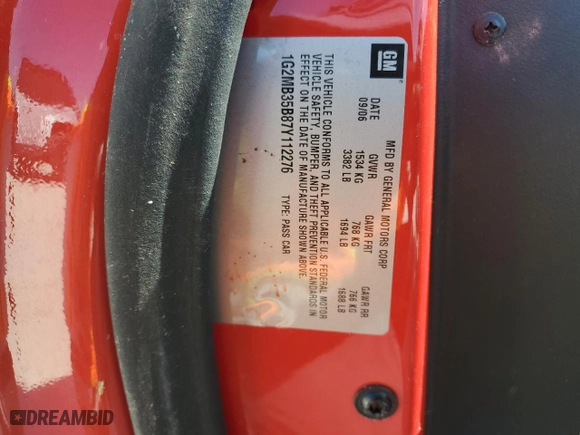 GM
®
MFD BY GENERAL MOTORS CORP
DATE GVWR GAWR FRT GAWR RR
09/06 1534 KG 768 KG 766 KG
3382 LB 1694 LB 1688 LB
THIS VEHICLE CONFORMS TO ALL APPLICABLE U.S. FEDERAL MOTOR
VEHICLE SAFETY, BUMPER, AND THEFT PREVENTION STANDARDS IN
EFFECT ON THE DATE OF MANUFACTURE SHOWN ABOVE.
1G2MB35B87Y112276 TYPE: PASS CAR
DREAMBID